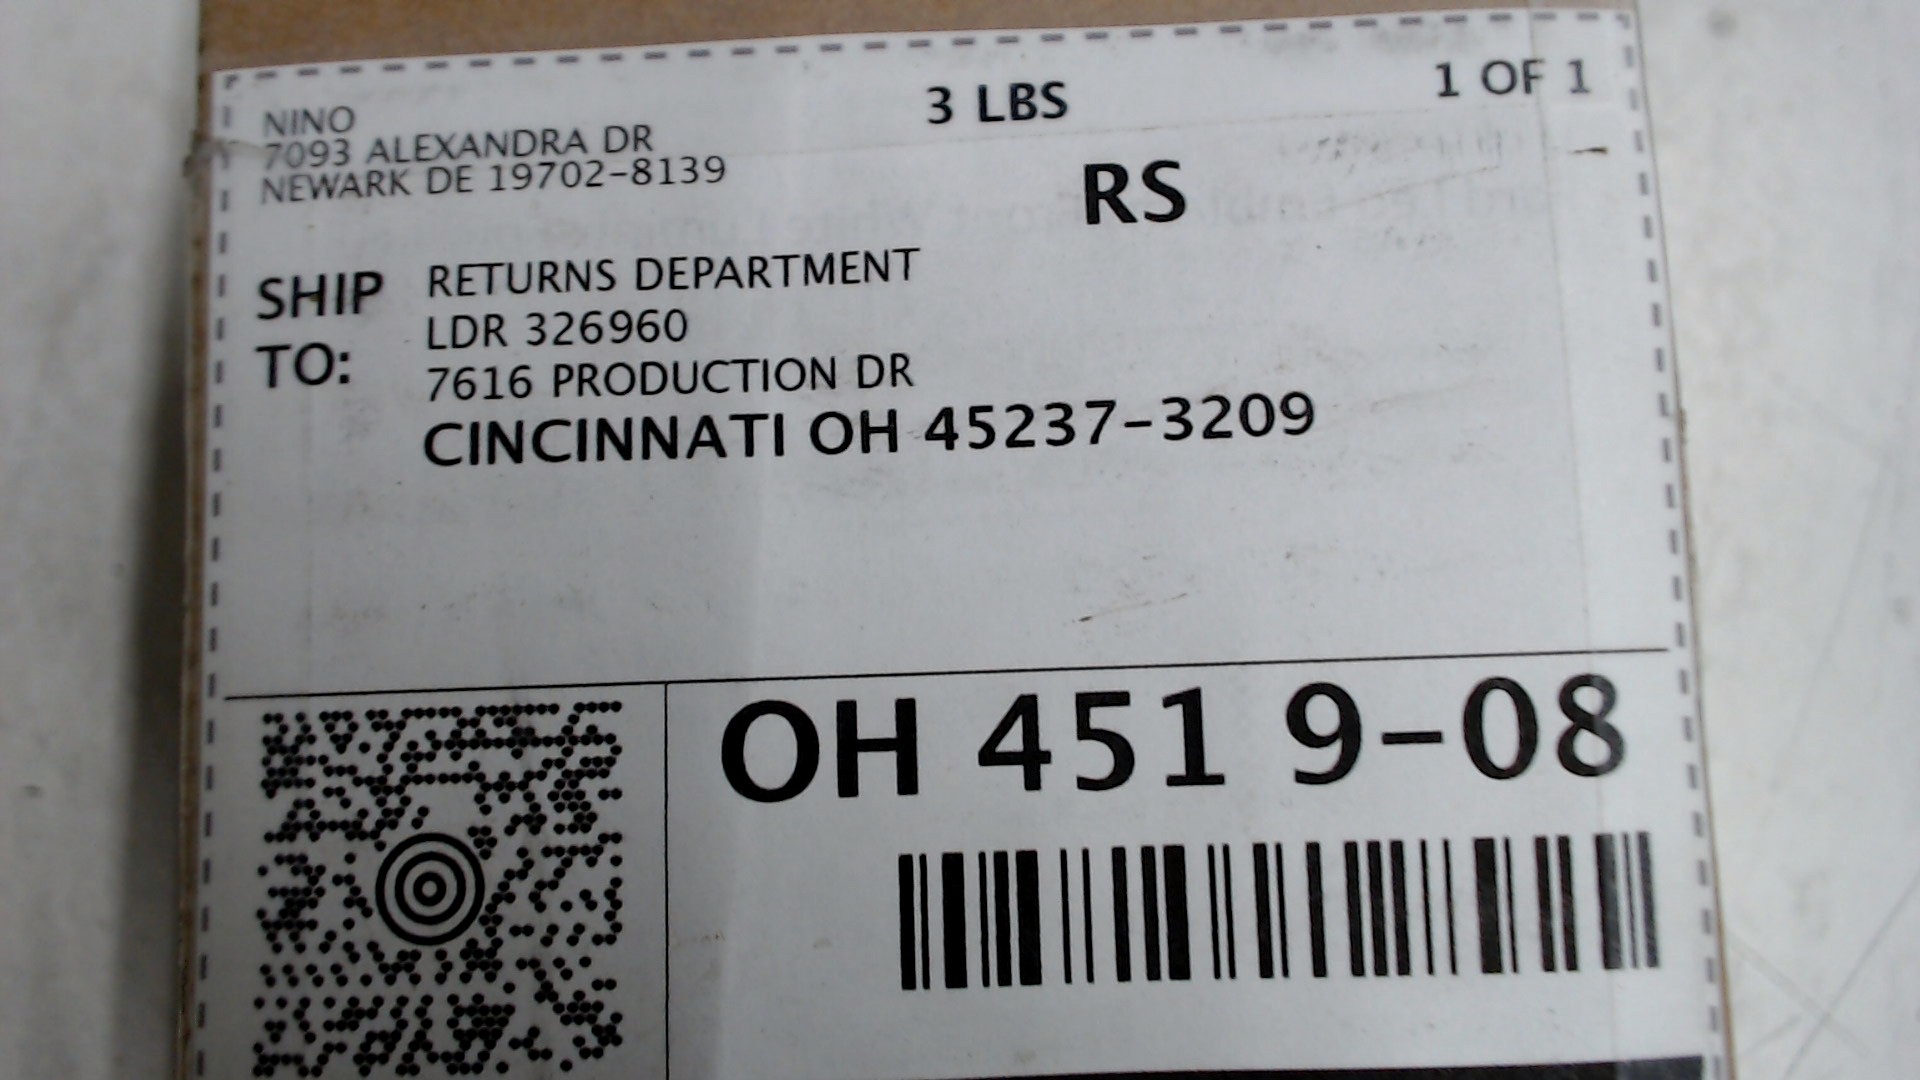 NINO
7093 ALEXANDRA DR
NEWARK DE 19702-8139
3 LBS
1 OF 1
RS
SHIP TO:
RETURNS DEPARTMENT
LDR 326960
7616 PRODUCTION DR
CINCINNATI OH 45237-3209
OH 451 9-08